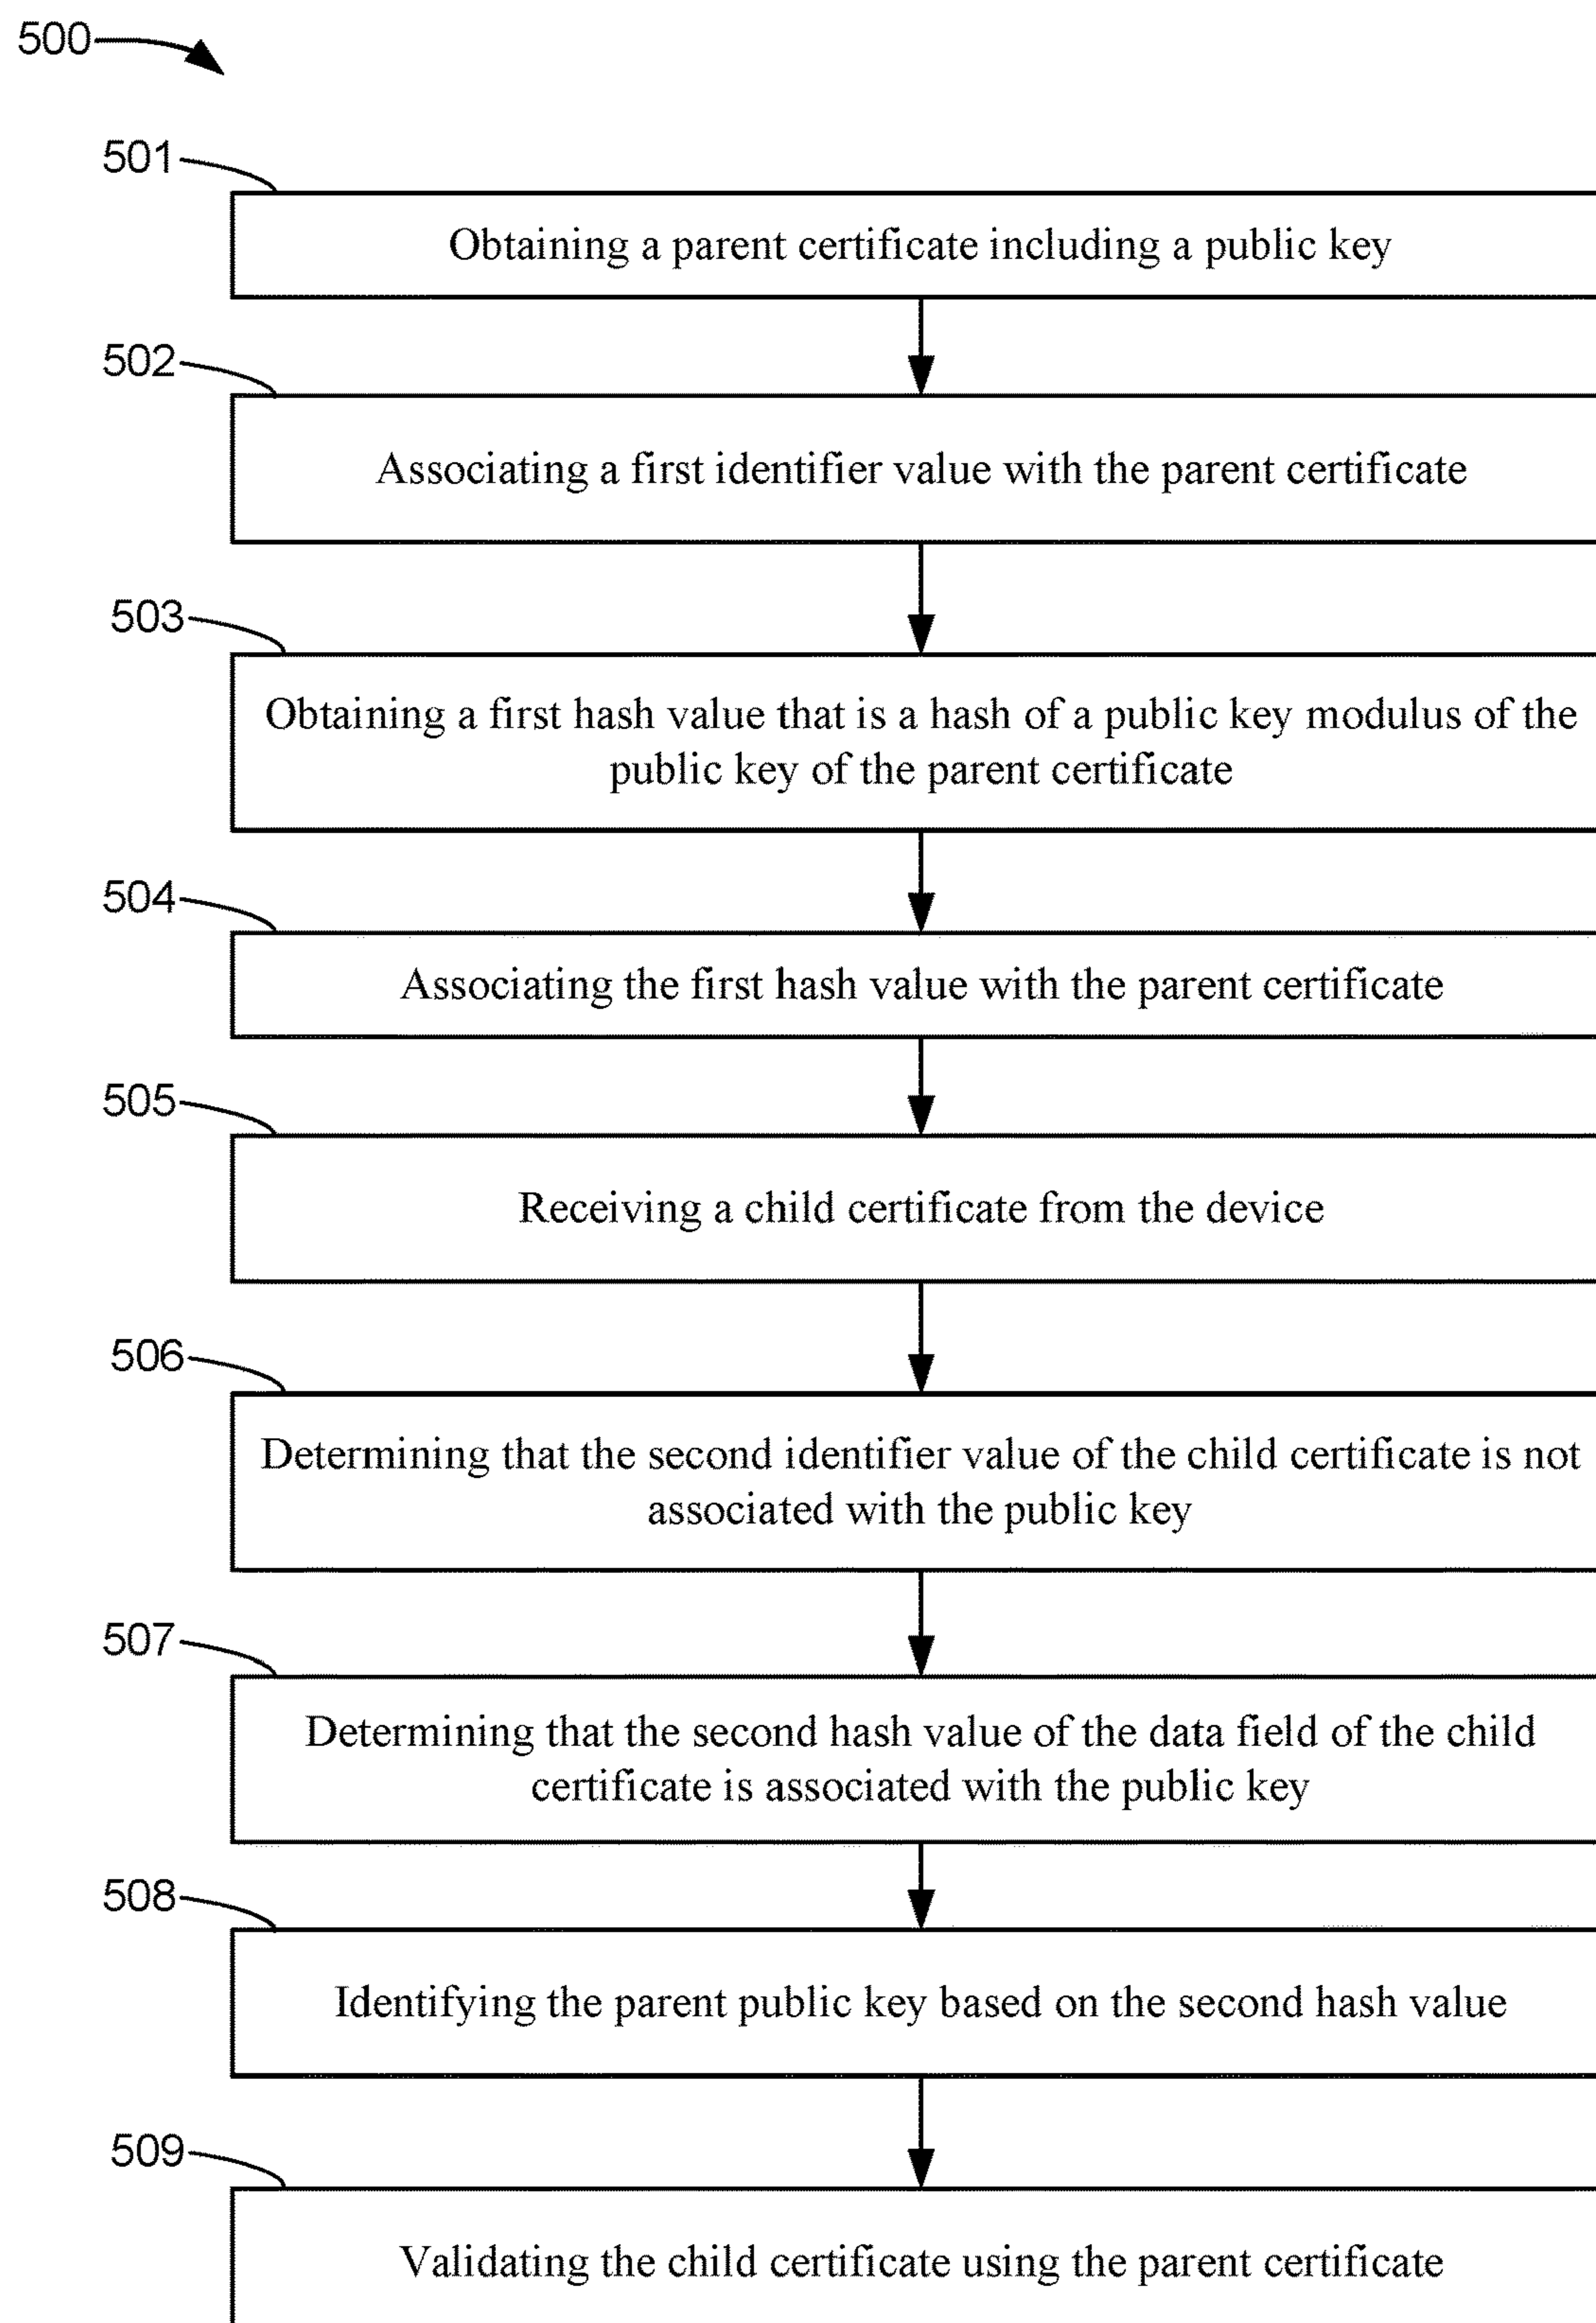 500
501
Obtaining a parent certificate including a public key
502
Associating a first identifier value with the parent certificate
503
Obtaining a first hash value that is a hash of a public key modulus of the
public key of the parent certificate
504
Associating the first hash value with the parent certificate
505
Receiving a child certificate from the device
506
Determining that the second identifier value of the child certificate is not
associated with the public key
507
Determining that the second hash value of the data field of the child
certificate is associated with the public key
508
Identifying the parent public key based on the second hash value
509
Validating the child certificate using the parent certificate